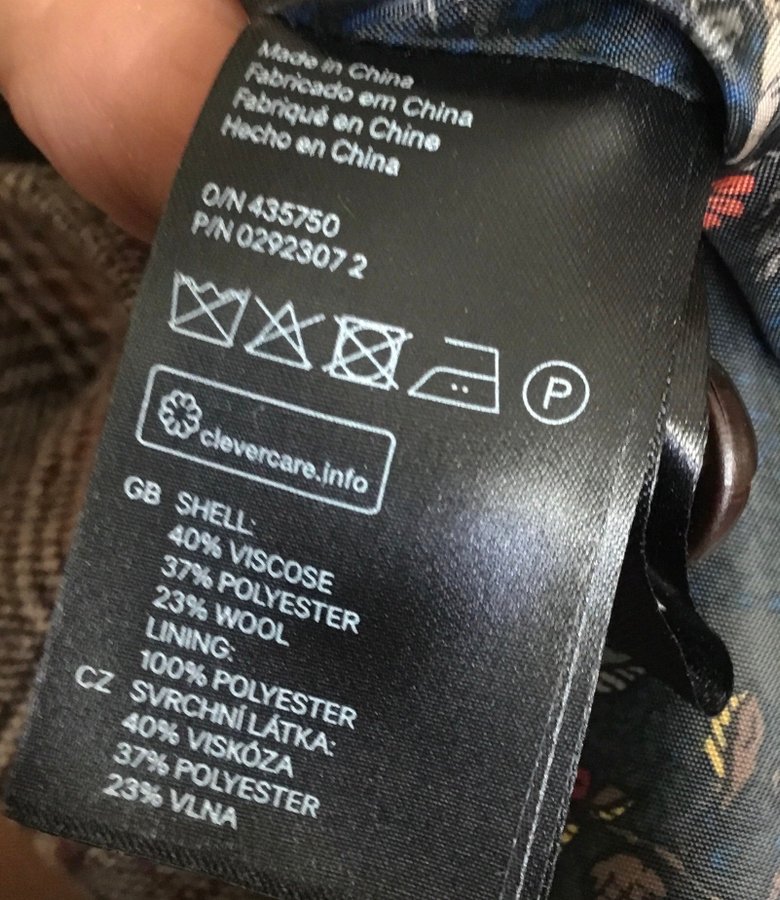 Made in China
Fabricado em China
Fabriqué en Chine
Hecho en China
O/N 435750
P/N 0292307 2
P
clevercare.info
GB SHELL:
40% VISCOSE
37% POLYESTER
23% WOOL
LINING:
100% POLYESTER
CZ SVRCHNÍ LÁTKA:
40% VISKÓZA
37% POLYESTER
23% VLNA